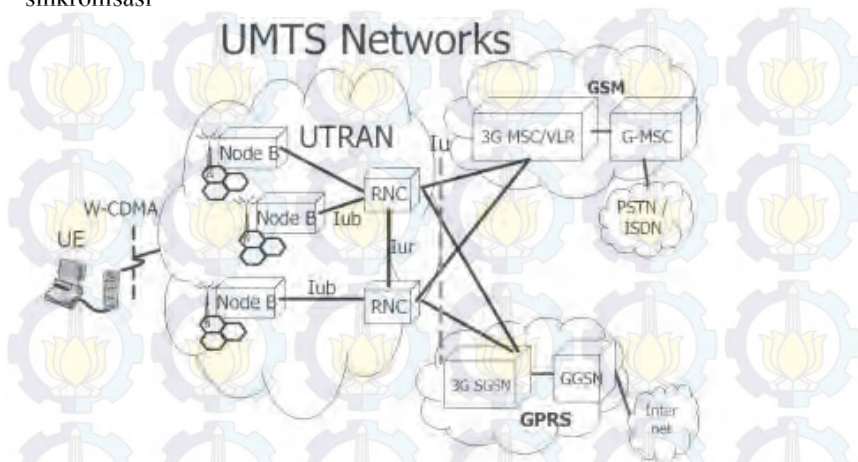 sinkronisasi
UMTS Networks
GSM
UTRAN
Iu
3G MSC/VLR
G-MSC
Node B
RNC
W-CDMA
Node B
Iub
PSTN /
ISDN
UE
Iur
Iub
Node B
RNC
3G SGSN
GGSN
GPRS
Inter
net